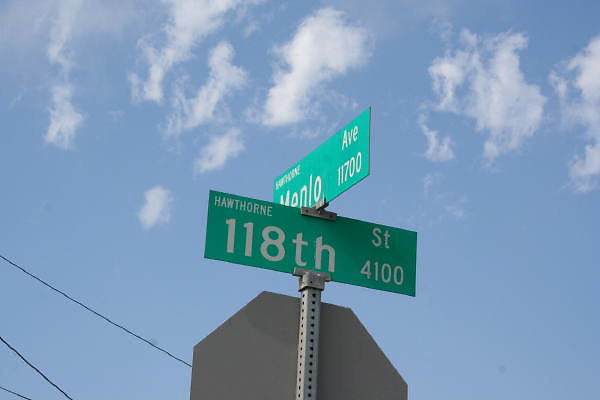 HAWTHORNE Ave
Menlo 11700
HAWTHORNE St
118th 4100